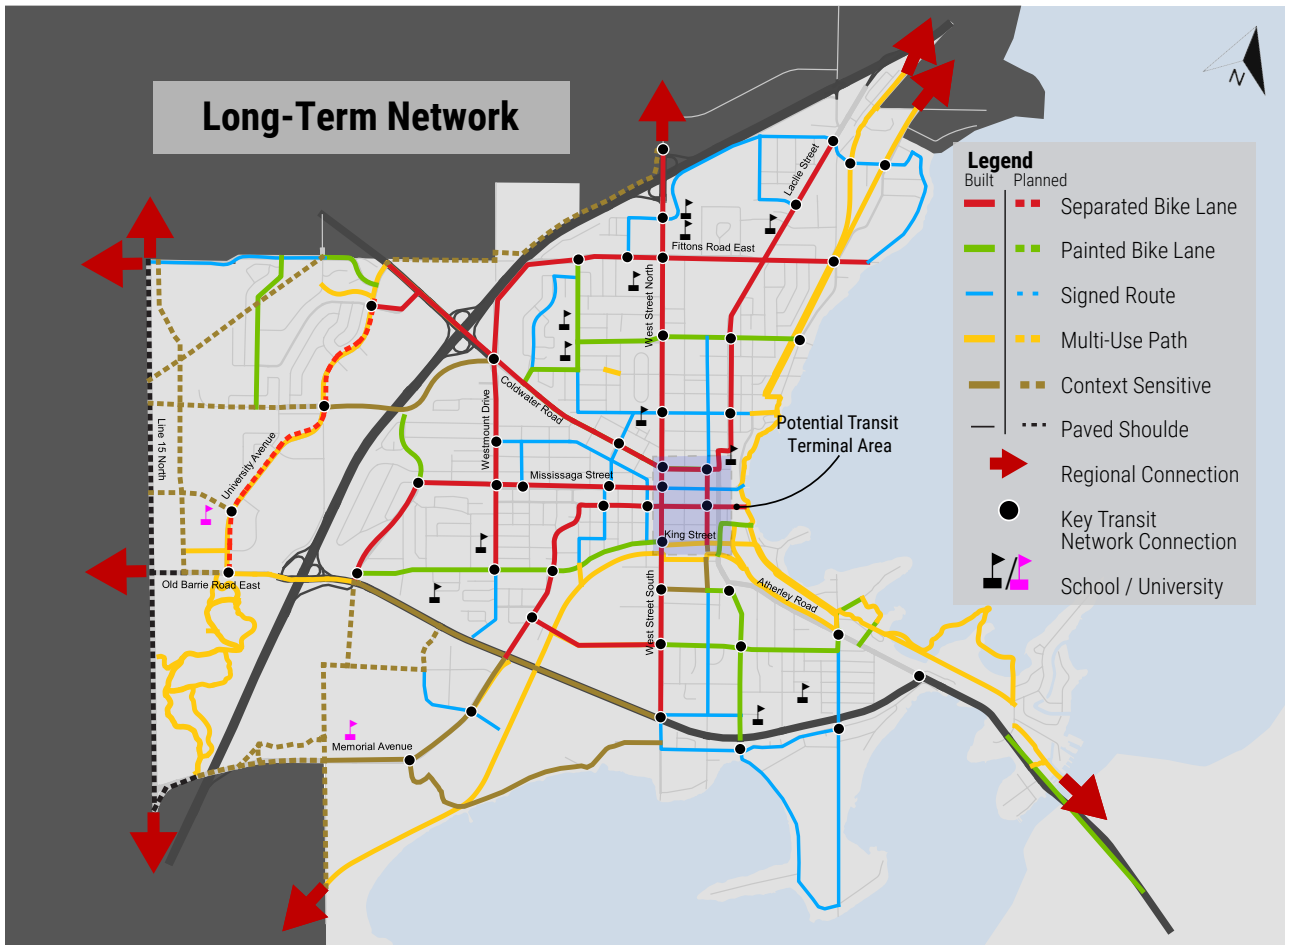 Long-Term Network
N
Legend
Built
Planned
Separated Bike Lane
Painted Bike Lane
Signed Route
Multi-Use Path
Context Sensitive
Paved Shoulde
Regional Connection
Key Transit
Network Connection
School / University
/
Laclie Street
Fittons Road East
West Street North
Coldwater Road
Westmount Drive
Potential Transit
Terminal Area
Line 15 North
University Avenue
Mississaga Street
King Street
Old Barrie Road East
West Street South
Atherley Road
Memorial Avenue